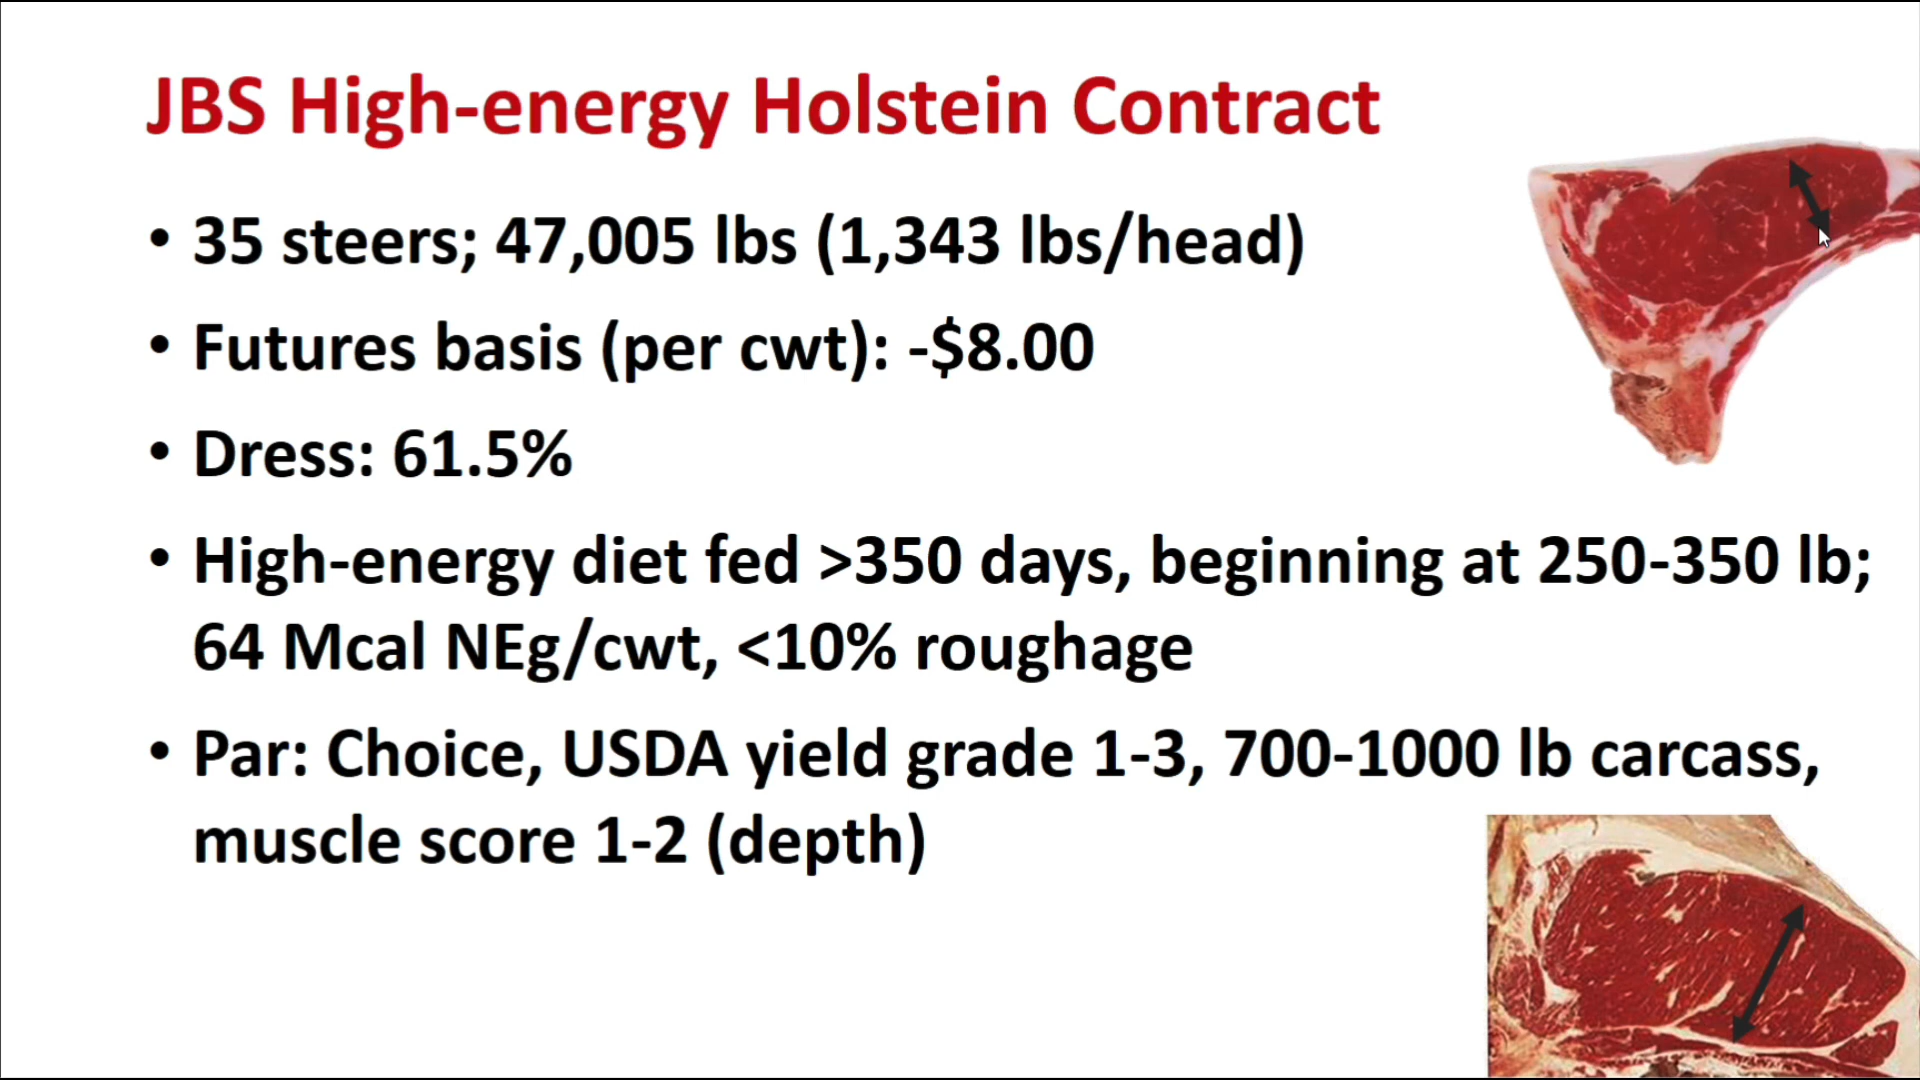 JBS High-energy Holstein Contract
• 35 steers; 47,005 lbs (1,343 lbs/head)
• Futures basis (per cwt): -$8.00
• Dress: 61.5%
• High-energy diet fed >350 days, beginning at 250-350 lb;
64 Mcal NEg/cwt, <10% roughage
• Par: Choice, USDA yield grade 1-3, 700-1000 lb carcass,
muscle score 1-2 (depth)